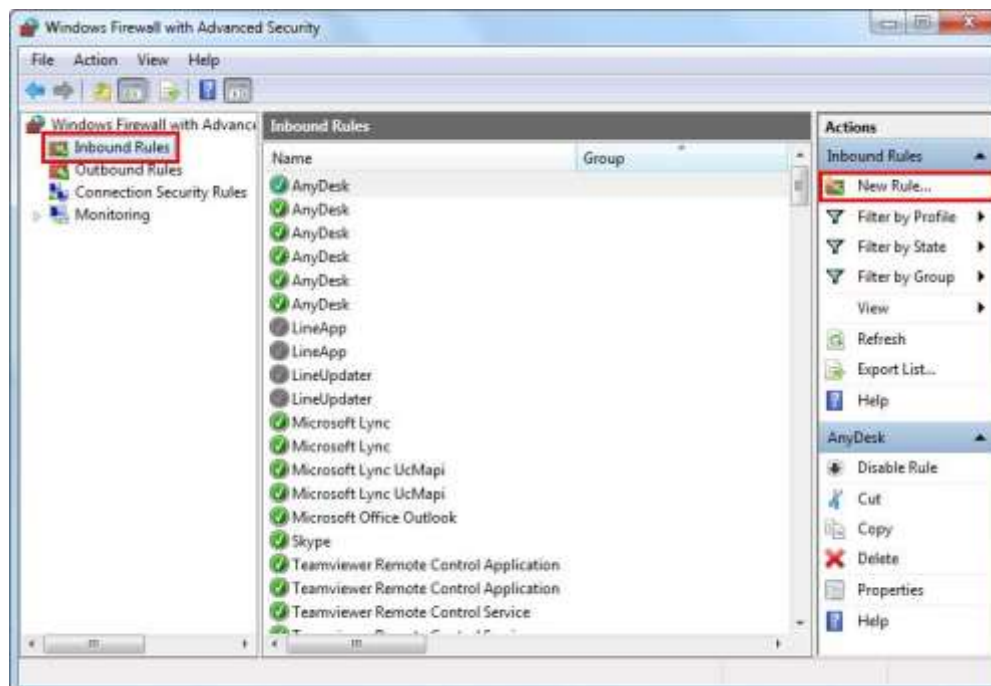 Windows Firewall with Advanced Security
File Action View Help
Windows Firewall with Advance
Inbound Rules
Outbound Rules
Connection Security Rules
Monitoring
Inbound Rules
Name Group
AnyDesk
AnyDesk
AnyDesk
AnyDesk
AnyDesk
AnyDesk
LineApp
LineApp
LineUpdater
LineUpdater
Microsoft Lync
Microsoft Lync
Microsoft Lync UcMapi
Microsoft Lync UcMapi
Microsoft Office Outlook
Skype
Teamviewer Remote Control Application
Teamviewer Remote Control Application
Teamviewer Remote Control Service
Actions
Inbound Rules
New Rule...
Filter by Profile
Filter by State
Filter by Group
View
Refresh
Export List...
Help
AnyDesk
Disable Rule
Cut
Copy
Delete
Properties
Help